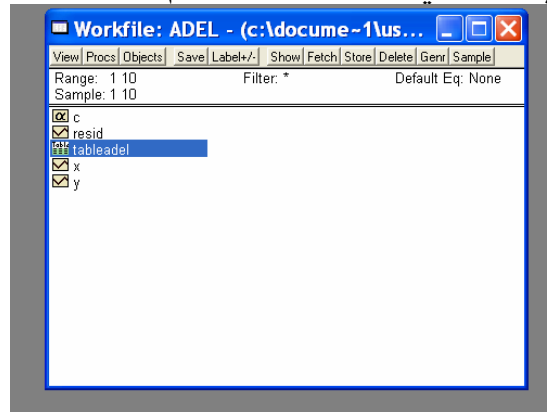 Workfile: ADEL - (c:\docume~1\us...
View Procs Objects Save Label+/- Show Fetch Store Delete Genr Sample
Range: 1 10 Filter: * Default Eq: None
Sample: 1 10
c
resid
tableadel
x
y